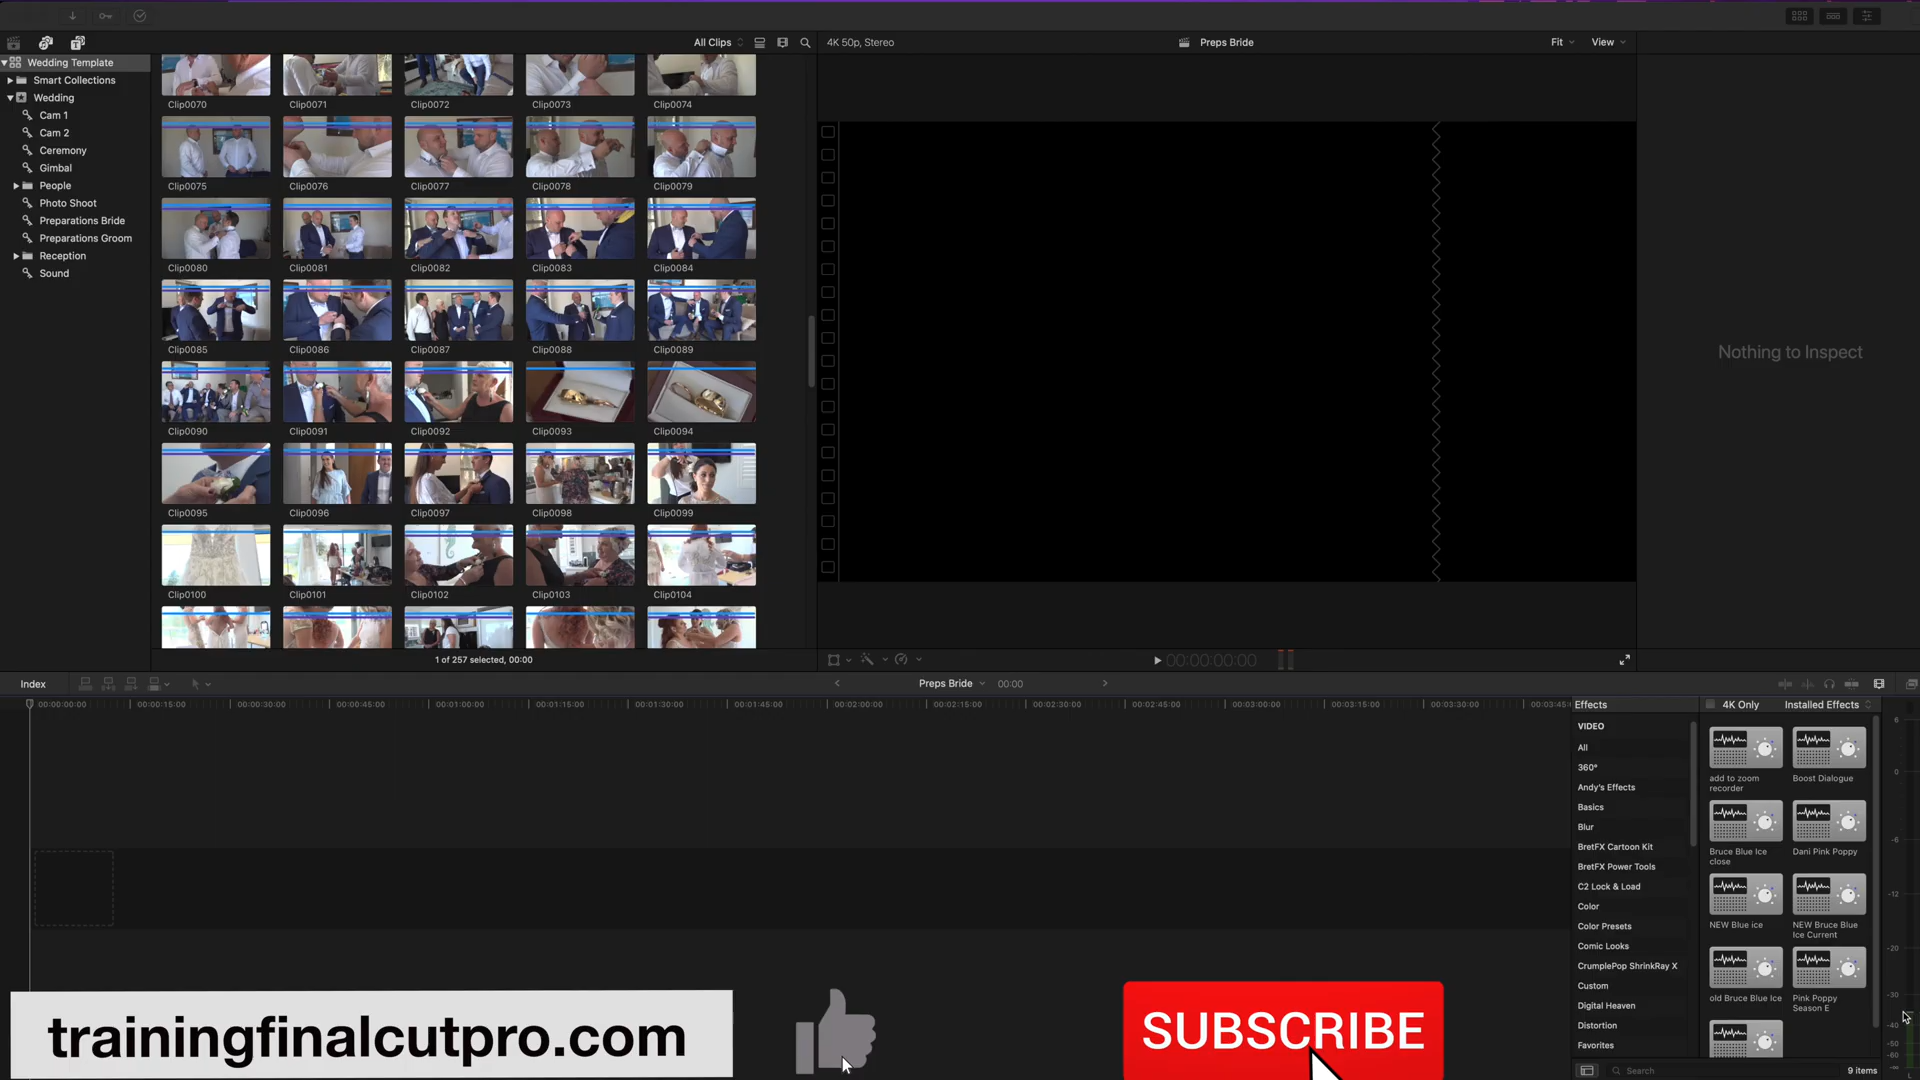 All Clips
4K 50p, Stereo
Preps Bride
Fit
View
Wedding Template
Smart Collections
Wedding
Cam 1
Cam 2
Ceremony
Gimbal
People
Photo Shoot
Preparations Bride
Preparations Groom
Reception
Sound
Clip0070
Clip0071
Clip0072
Clip0073
Clip0074
Clip0075
Clip0076
Clip0077
Clip0078
Clip0079
Clip0080
Clip0081
Clip0082
Clip0083
Clip0084
Clip0085
Clip0086
Clip0087
Clip0088
Clip0089
Clip0090
Clip0091
Clip0092
Clip0093
Clip0094
Clip0095
Clip0096
Clip0097
Clip0098
Clip0099
Clip0100
Clip0101
Clip0102
Clip0103
Clip0104
Nothing to Inspect
1 of 257 selected, 00:00
00:00:00:00
Index
Preps Bride
00:00
00:00:00:00
00:00:15:00
00:00:30:00
00:00:45:00
00:01:00:00
00:01:15:00
00:01:30:00
00:01:45:00
00:02:00:00
00:02:15:00
00:02:30:00
00:02:45:00
00:03:00:00
00:03:15:00
00:03:30:00
00:03:45
Effects
4K Only
Installed Effects
VIDEO
All
360°
Andy's Effects
Basics
Blur
BretFX Cartoon Kit
BretFX Power Tools
C2 Lock & Load
Color
Color Presets
Comic Looks
CrumplePop ShrinkRay X
Custom
Digital Heaven
Distortion
Favorites
add to zoom
recorder
Boost Dialogue
Bruce Blue Ice
close
Dani Pink Poppy
NEW Blue ice
NEW Bruce Blue
Ice Current
old Bruce Blue Ice
Pink Poppy
Season E
6
0
-6
-12
-20
-30
-40
-50
-60
L
Search
9 items
trainingfinalcutpro.com
SUBSCRIBE